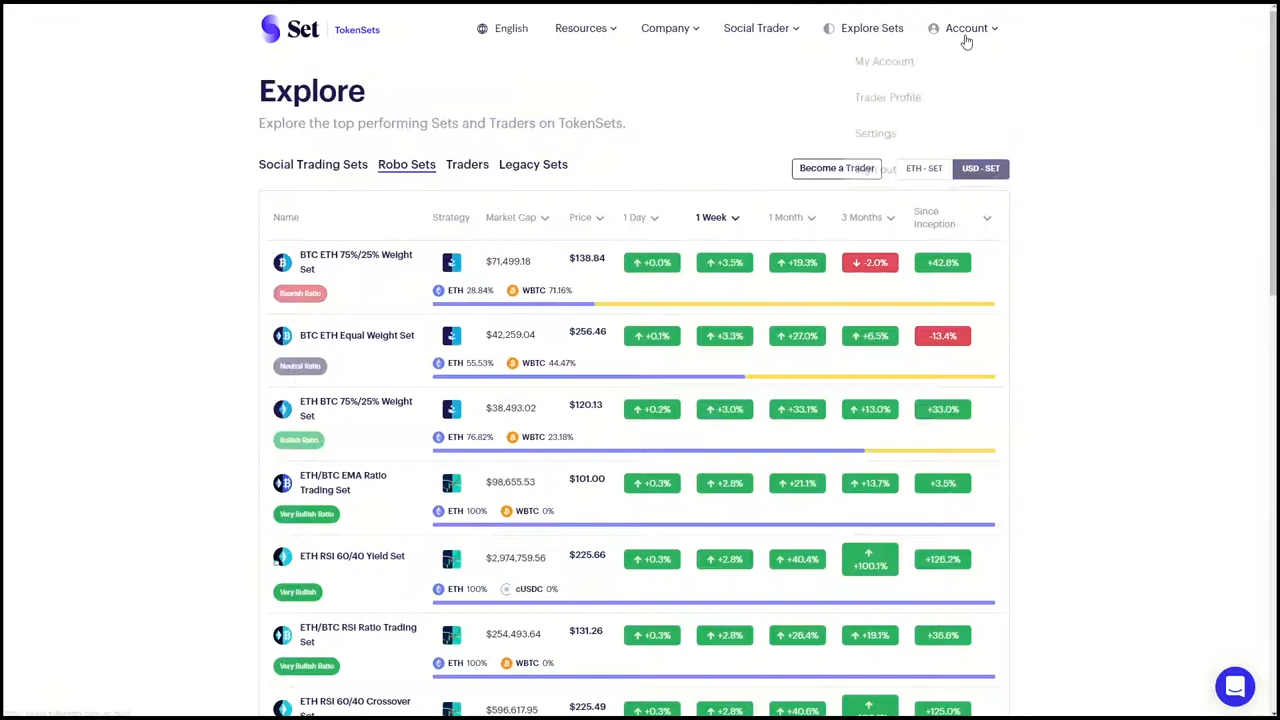 Set TokenSets English Resources Company Social Trader Explore Sets Account
My Account
Explore
Trader Profile
Explore the top performing Sets and Traders on TokenSets.
Settings
Social Trading Sets Robo Sets Traders Legacy Sets Become a Trader ETH - SET USD - SET
Name Strategy Market Cap Price 1 Day 1 Week 1 Month 3 Months Since
Inception
BTC ETH 75%/25% Weight
Set
$71,499.18 $138.84 +0.0% +3.5% +19.3% -2.0% +42.8%
Bearish Ratio ETH 28.84% WBTC 71.16%
BTC ETH Equal Weight Set $42,259.04 $256.46 +0.1% +3.3% +27.0% +6.5% -13.4%
Neutral Ratio ETH 55.53% WBTC 44.47%
ETH BTC 75%/25% Weight
Set
$38,493.02 $120.13 +0.2% +3.0% +33.1% +13.0% +33.0%
Bullish Ratio ETH 76.82% WBTC 23.18%
ETH/BTC EMA Ratio
Trading Set
$98,655.53 $101.00 +0.3% +2.8% +21.1% +13.7% +3.5%
Very Bullish Ratio ETH 100% WBTC 0%
ETH RSI 60/40 Yield Set $2,974,759.56 $225.66 +0.3% +2.8% +40.4% +100.1% +126.2%
Very Bullish ETH 100% cUSDC 0%
ETH/BTC RSI Ratio Trading
Set
$254,493.64 $131.26 +0.3% +2.8% +26.4% +19.1% +36.6%
Very Bullish Ratio ETH 100% WBTC 0%
ETH RSI 60/40 Crossover
$596,617.95 $225.49 +0.3% +2.8% +40.6% +125.0%